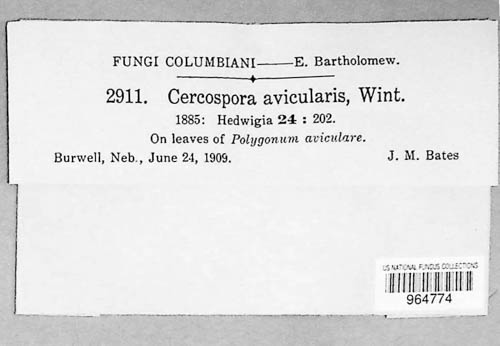 FUNGI COLUMBIANI——E. Bartholomew.
2911. Cercospora avicularis, Wint.
1885: Hedwigia 24 : 202.
On leaves of Polygonum aviculare.
Burwell, Neb., June 24, 1909. J. M. Bates
US NATIONAL FUNGUS COLLECTIONS
964774